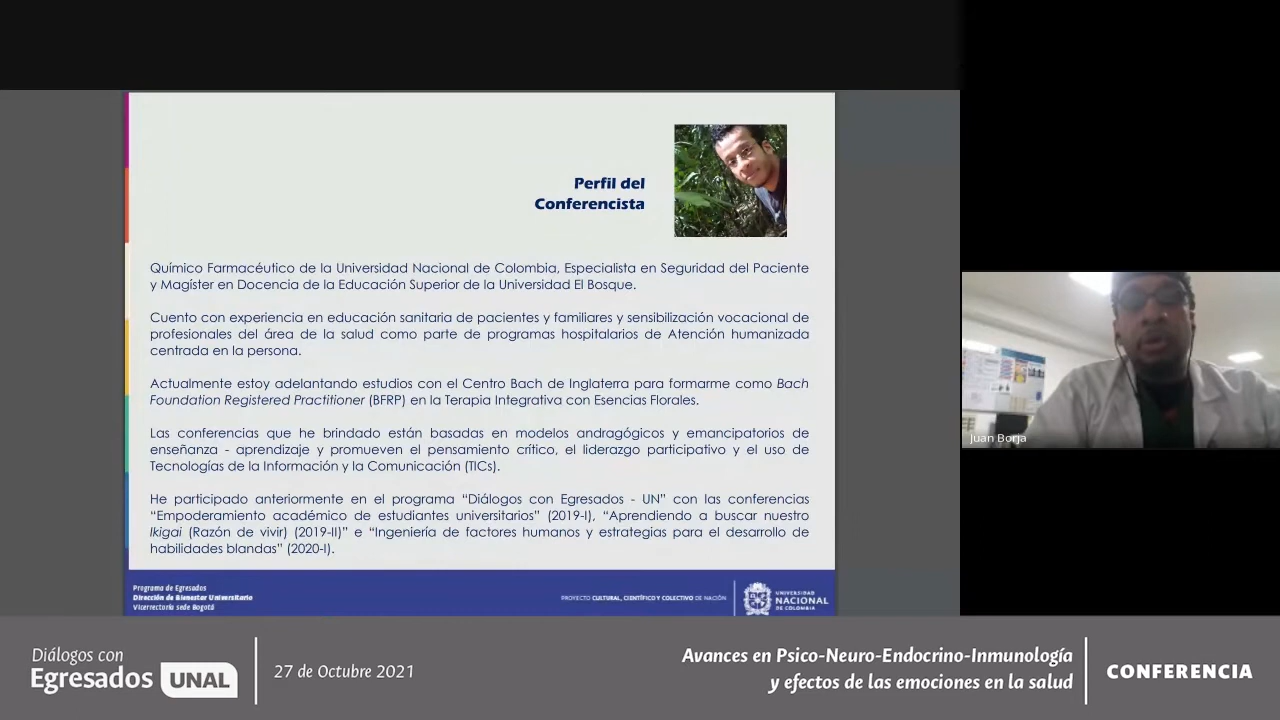 Perfil del
Conferencista
Químico Farmacéutico de la Universidad Nacional de Colombia, Especialista en Seguridad del Paciente
y Magíster en Docencia de la Educación Superior de la Universidad El Bosque.
Cuento con experiencia en educación sanitaria de pacientes y familiares y sensibilización vocacional de
profesionales del área de la salud como parte de programas hospitalarios de Atención humanizada
centrada en la persona.
Actualmente estoy adelantando estudios con el Centro Bach de Inglaterra para formarme como Bach
Foundation Registered Practitioner (BFRP) en la Terapia Integrativa con Esencias Florales.
Las conferencias que he brindado están basadas en modelos andragógicos y emancipatorios de
enseñanza - aprendizaje y promueven el pensamiento crítico, el liderazgo participativo y el uso de
Tecnologías de la Información y la Comunicación (TICs).
He participado anteriormente en el programa “Diálogos con Egresados - UN” con las conferencias
“Empoderamiento académico de estudiantes universitarios” (2019-I), “Aprendiendo a buscar nuestro
Ikigai (Razón de vivir) (2019-II)” e “Ingeniería de factores humanos y estrategias para el desarrollo de
habilidades blandas” (2020-I).
Programa de Egresados
Dirección de Bienestar Universitario
Vicerrectoría sede Bogotá
PROYECTO CULTURAL, CIENTÍFICO Y COLECTIVO DE NACIÓN
UNIVERSIDAD
NACIONAL
DE COLOMBIA
Juan Borja
Diálogos con
Egresados UNAL
27 de Octubre 2021
Avances en Psico-Neuro-Endocrino-Inmunología
y efectos de las emociones en la salud
CONFERENCIA